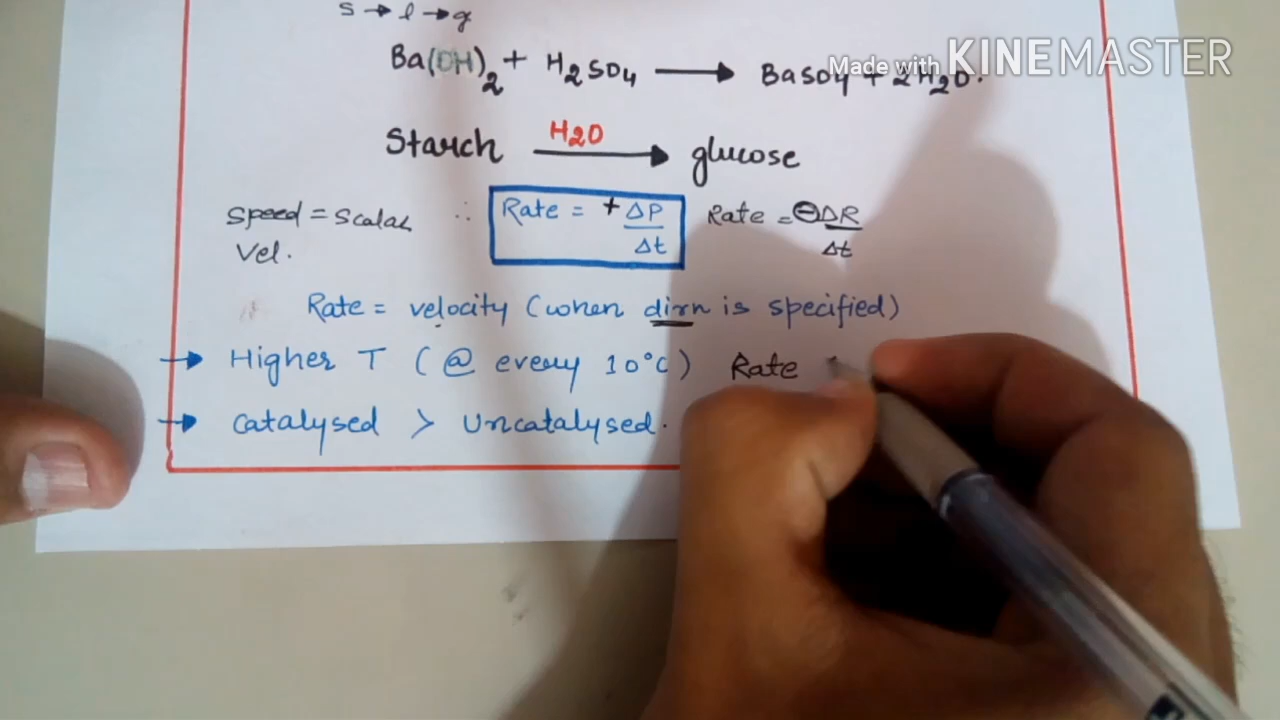 s → l → g
Made with KINEMASTER
Ba(OH)2 + H2SO4 → BaSO4 + 2H2O.
Starch H2O → glucose
Speed = Scalar ∴ Rate = + ΔP/Δt Rate = ⊖ΔR/Δt
Vel.
Rate = velocity (when dirn is specified)
→ Higher T (@ every 10°C) Rate
→ Catalysed > Uncatalysed.